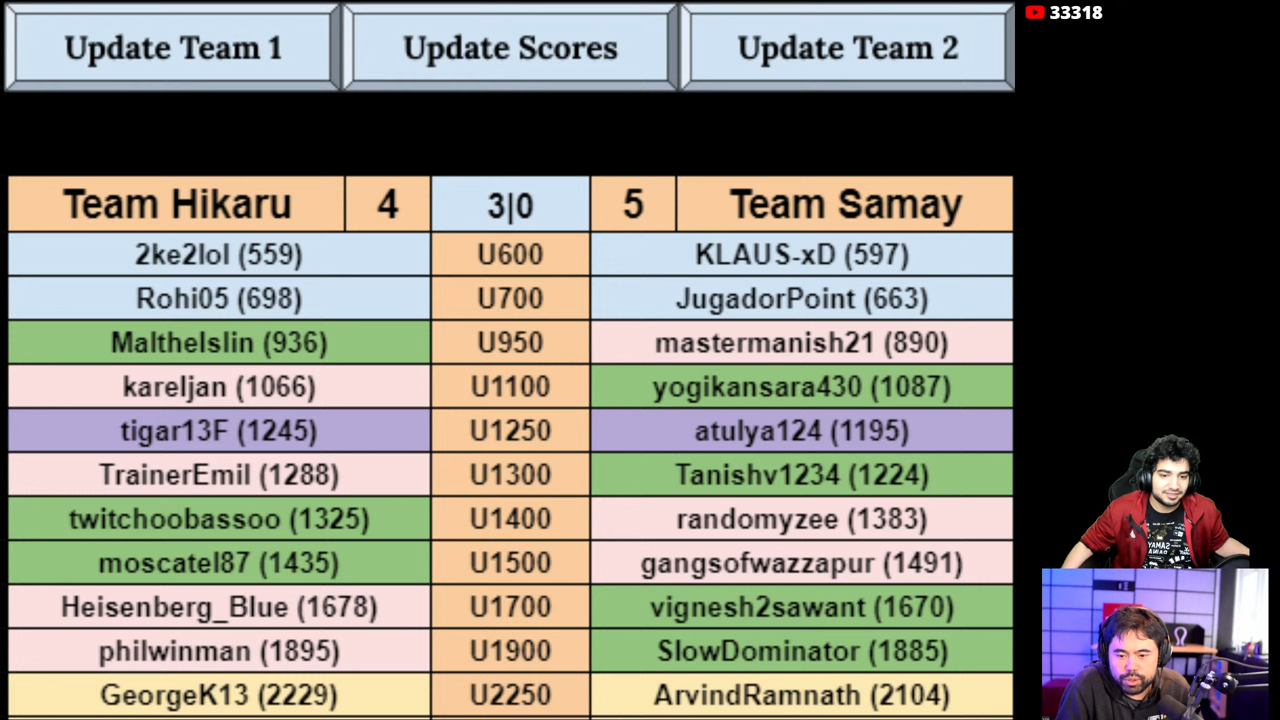 Update Team 1 Update Scores Update Team 2 33318
Team Hikaru 4 3|0 5 Team Samay
2ke2lol (559) U600 KLAUS-xD (597)
Rohi05 (698) U700 JugadorPoint (663)
MaltheIslin (936) U950 mastermanish21 (890)
kareljan (1066) U1100 yogikansara430 (1087)
tigar13F (1245) U1250 atulya124 (1195)
TrainerEmil (1288) U1300 Tanishv1234 (1224)
twitchoobassoo (1325) U1400 randomyzee (1383)
moscatel87 (1435) U1500 gangsofwazzapur (1491)
Heisenberg_Blue (1678) U1700 vignesh2sawant (1670)
philwinman (1895) U1900 SlowDominator (1885)
GeorgeK13 (2229) U2250 ArvindRamnath (2104)